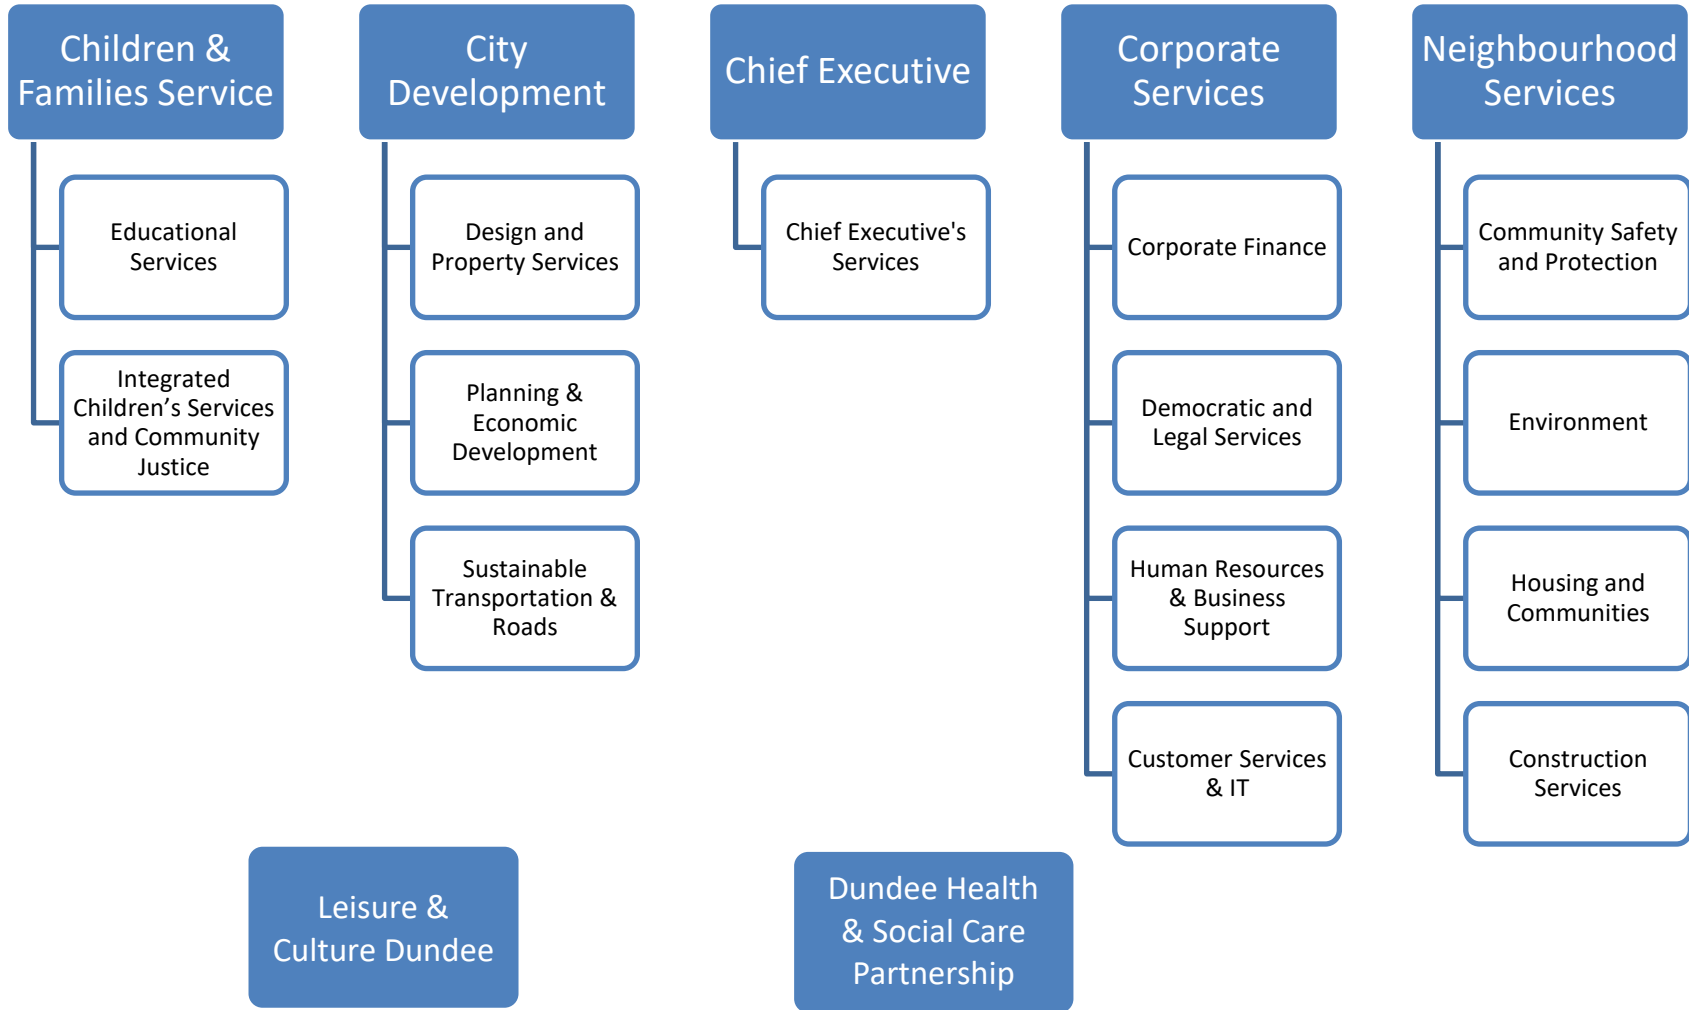 Children &
Families Service
Educational
Services
Integrated
Children’s Services
and Community
Justice
City
Development
Design and
Property Services
Planning &
Economic
Development
Sustainable
Transportation &
Roads
Chief Executive
Chief Executive's
Services
Corporate
Services
Corporate Finance
Democratic and
Legal Services
Human Resources
& Business
Support
Customer Services
& IT
Neighbourhood
Services
Community Safety
and Protection
Environment
Housing and
Communities
Construction
Services
Leisure &
Culture Dundee
Dundee Health
& Social Care
Partnership